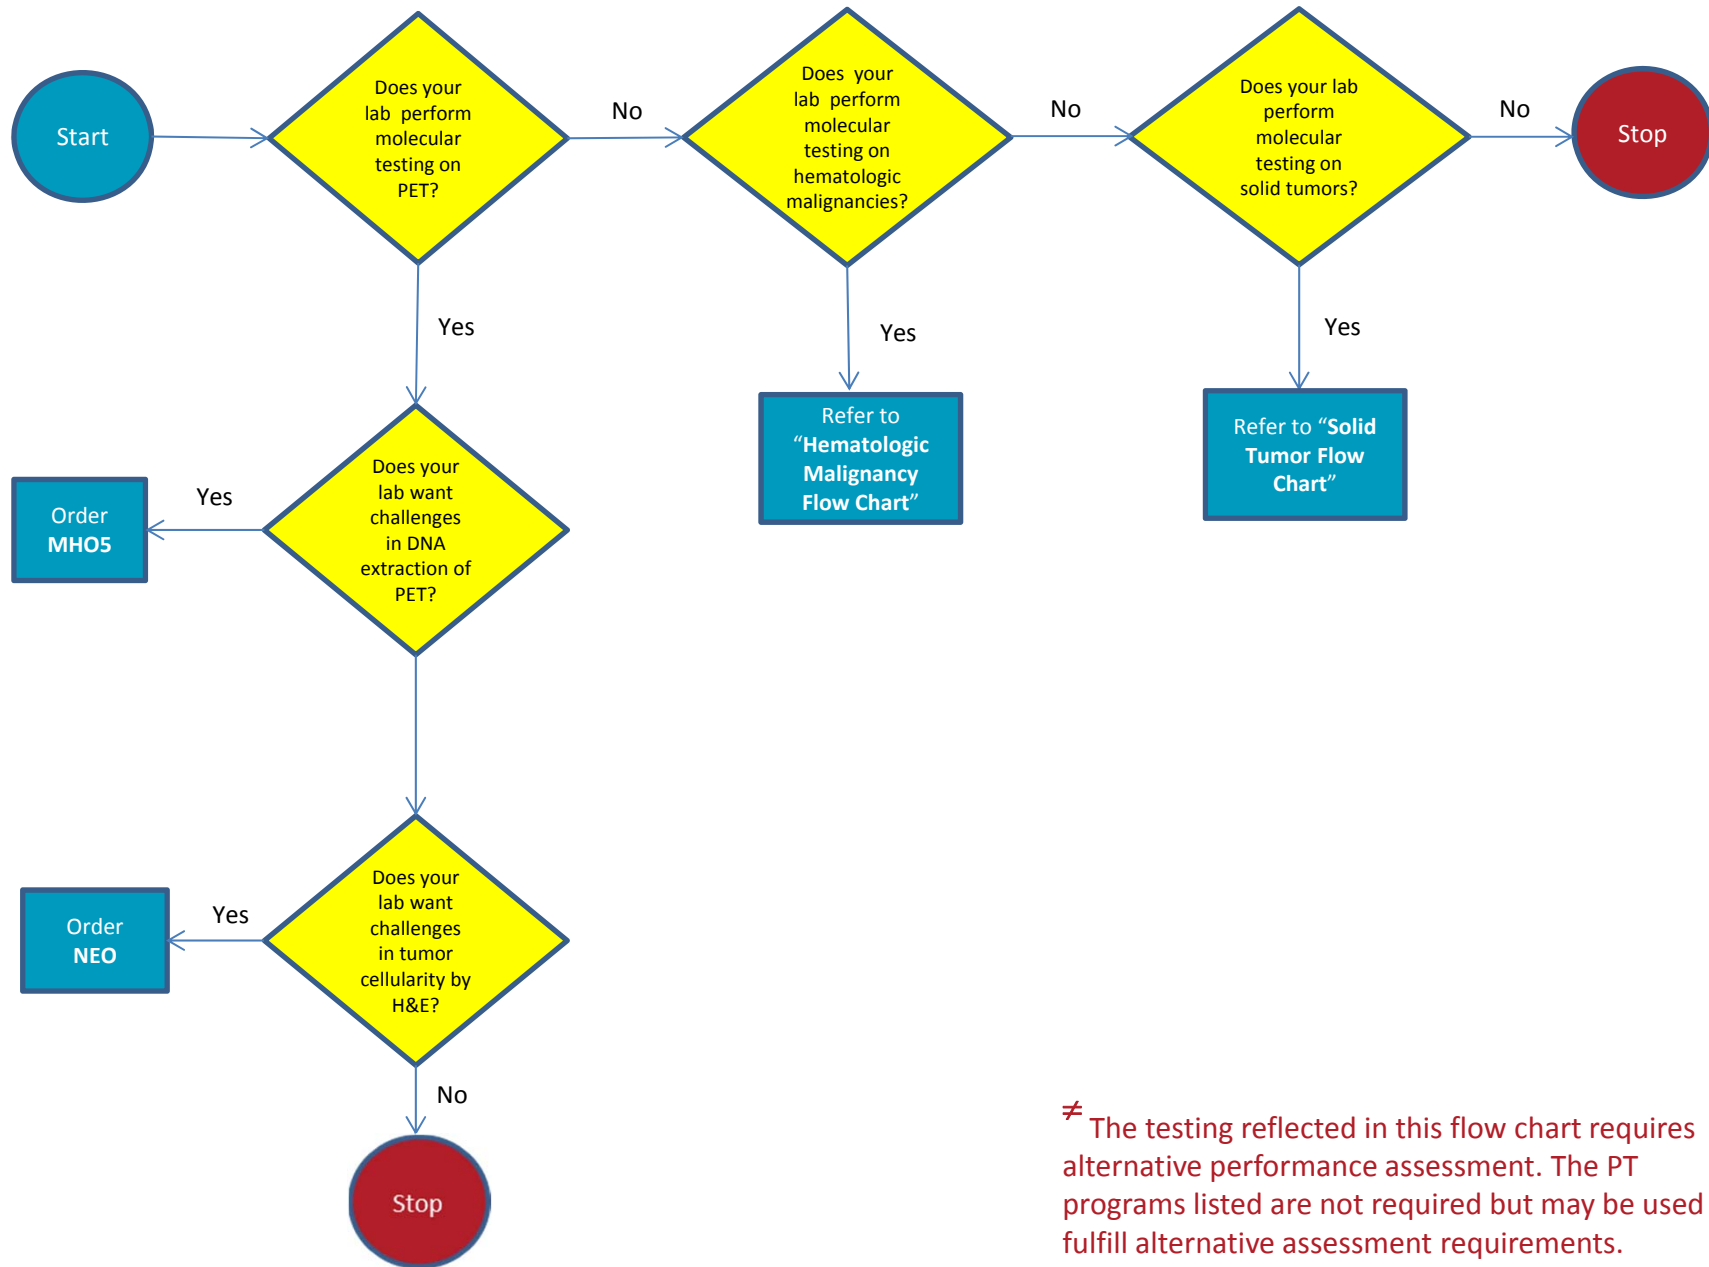 Start
Does your
lab perform
molecular
testing on
PET?
No
Does your
lab perform
molecular
testing on
hematologic
malignancies?
No
Does your lab
perform
molecular
testing on
solid tumors?
No
Stop
Yes
Yes
Yes
Refer to
“Hematologic
Malignancy
Flow Chart”
Refer to “Solid
Tumor Flow
Chart”
Does your
lab want
challenges
in DNA
extraction of
PET?
Yes
Order
MHO5
Does your
lab want
challenges
in tumor
cellularity by
H&E?
Yes
Order
NEO
No
Stop
≠ The testing reflected in this flow chart requires
alternative performance assessment. The PT
programs listed are not required but may be used
fulfill alternative assessment requirements.